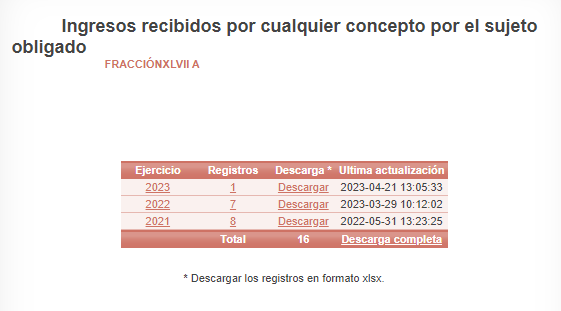 Ingresos recibidos por cualquier concepto por el sujeto
obligado
FRACCIÓNXLVII A
Ejercicio Registros Descarga * Ultima actualización
2023 1 Descargar 2023-04-21 13:05:33
2022 7 Descargar 2023-03-29 10:12:02
2021 8 Descargar 2022-05-31 13:23:25
Total 16 Descarga completa
* Descargar los registros en formato xlsx.